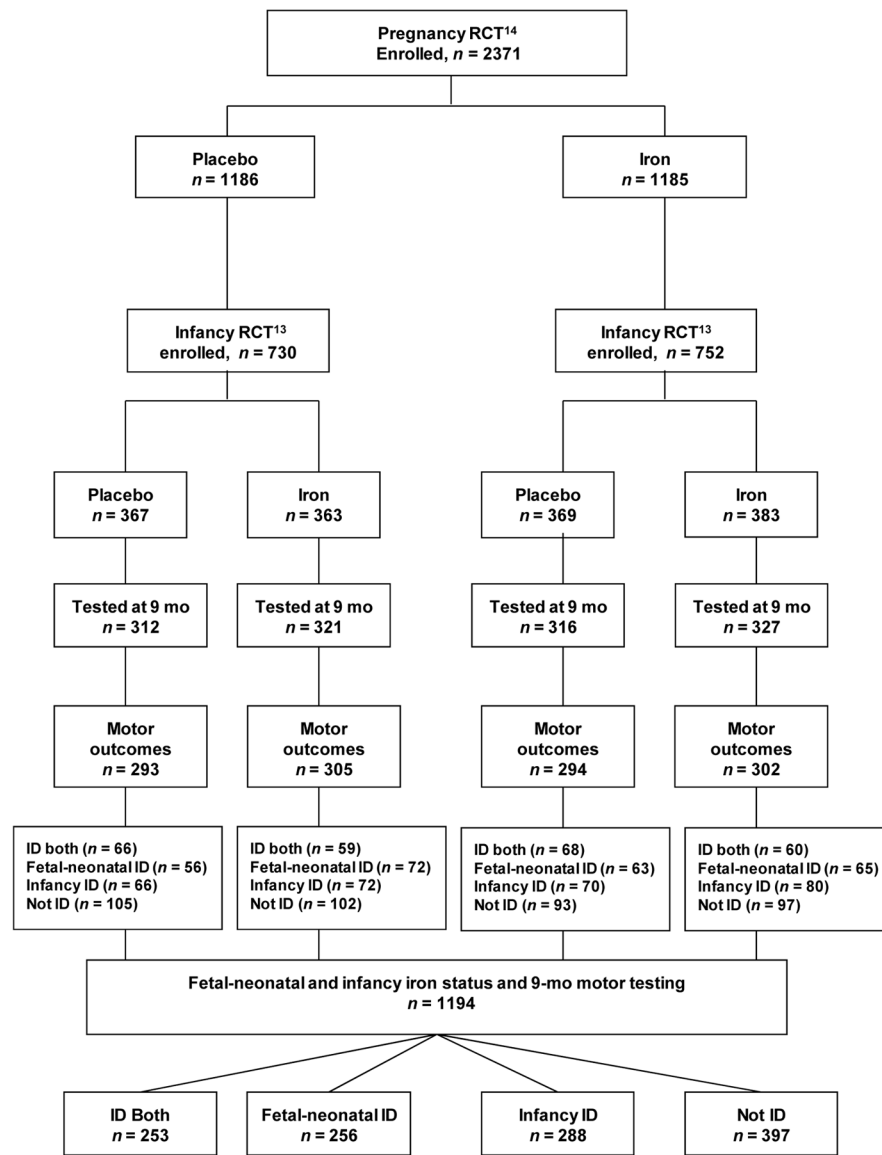 Pregnancy RCT¹⁴
Enrolled, n = 2371
Placebo
n = 1186
Iron
n = 1185
Infancy RCT¹³
enrolled, n = 730
Infancy RCT¹³
enrolled, n = 752
Placebo
n = 367
Iron
n = 363
Placebo
n = 369
Iron
n = 383
Tested at 9 mo
n = 312
Tested at 9 mo
n = 321
Tested at 9 mo
n = 316
Tested at 9 mo
n = 327
Motor
outcomes
n = 293
Motor
outcomes
n = 305
Motor
outcomes
n = 294
Motor
outcomes
n = 302
ID both (n = 66)
Fetal-neonatal ID (n = 56)
Infancy ID (n = 66)
Not ID (n = 105)
ID both (n = 59)
Fetal-neonatal ID (n = 72)
Infancy ID (n = 72)
Not ID (n = 102)
ID both (n = 68)
Fetal-neonatal ID (n = 63)
Infancy ID (n = 70)
Not ID (n = 93)
ID both (n = 60)
Fetal-neonatal ID (n = 65)
Infancy ID (n = 80)
Not ID (n = 97)
Fetal-neonatal and infancy iron status and 9-mo motor testing
n = 1194
ID Both
n = 253
Fetal-neonatal ID
n = 256
Infancy ID
n = 288
Not ID
n = 397